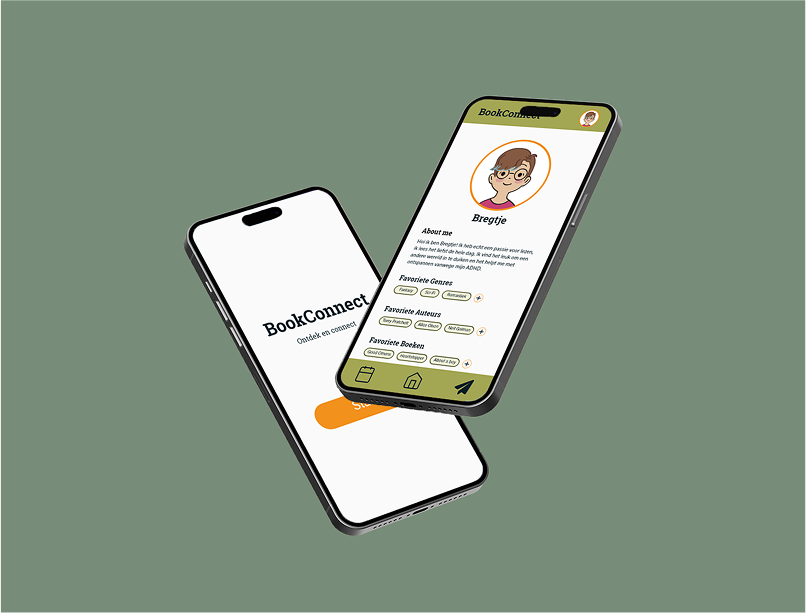 BookConnect
Ontdek en connect
BookConnect
Bregtje
About me
Hoi ik ben Bregtje! Ik heb echt een passie voor lezen,
ik lees het liefst de hele dag. Ik vind het leuk om een
andere wereld in te duiken en het helpt me met
ontspannen vanwege mijn ADHD.
Favoriete Genres
Fantasy Sci-Fi Romantiek +
Favoriete Auteurs
Terry Pratchett Alice Oseman Neil Gaiman +
Favoriete Boeken
Good Omens Heartstopper About a boy +